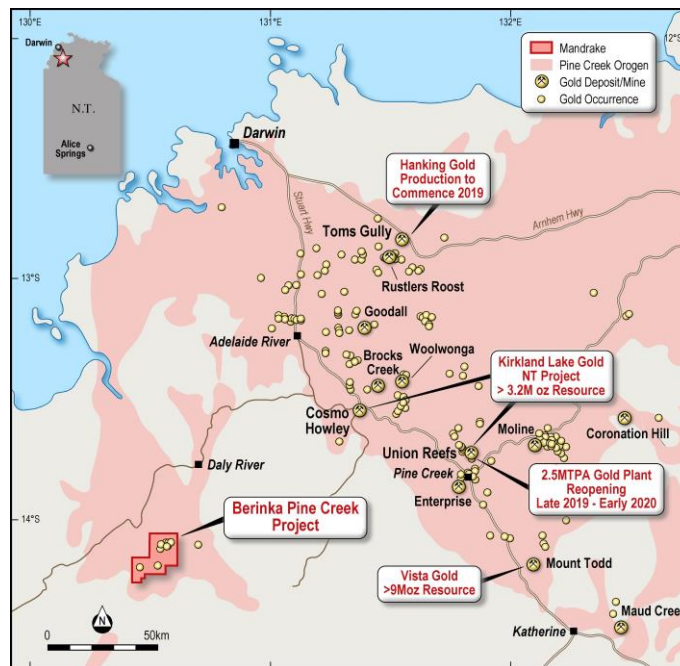 130°E
131°E
132°E
12°S
Darwin
N.T.
Alice
Springs
Mandrake
Pine Creek Orogen
Gold Deposit/Mine
Gold Occurrence
Darwin
Hanking Gold
Production to
Commence 2019
Stuart Hwy
Arnhem Hwy
Toms Gully
13°S
Rustlers Roost
Goodall
Adelaide River
Brocks
Creek
Woolwonga
Kirkland Lake Gold
NT Project
> 3.2M oz Resource
Cosmo
Howley
Moline
Coronation Hill
Union Reefs
Daly River
Pine Creek
2.5MTPA Gold Plant
Reopening
Late 2019 - Early 2020
Enterprise
Berinka Pine Creek
Project
14°S
Mount Todd
Vista Gold
>9Moz Resource
Maud Cree
Katherine
N
0
50km